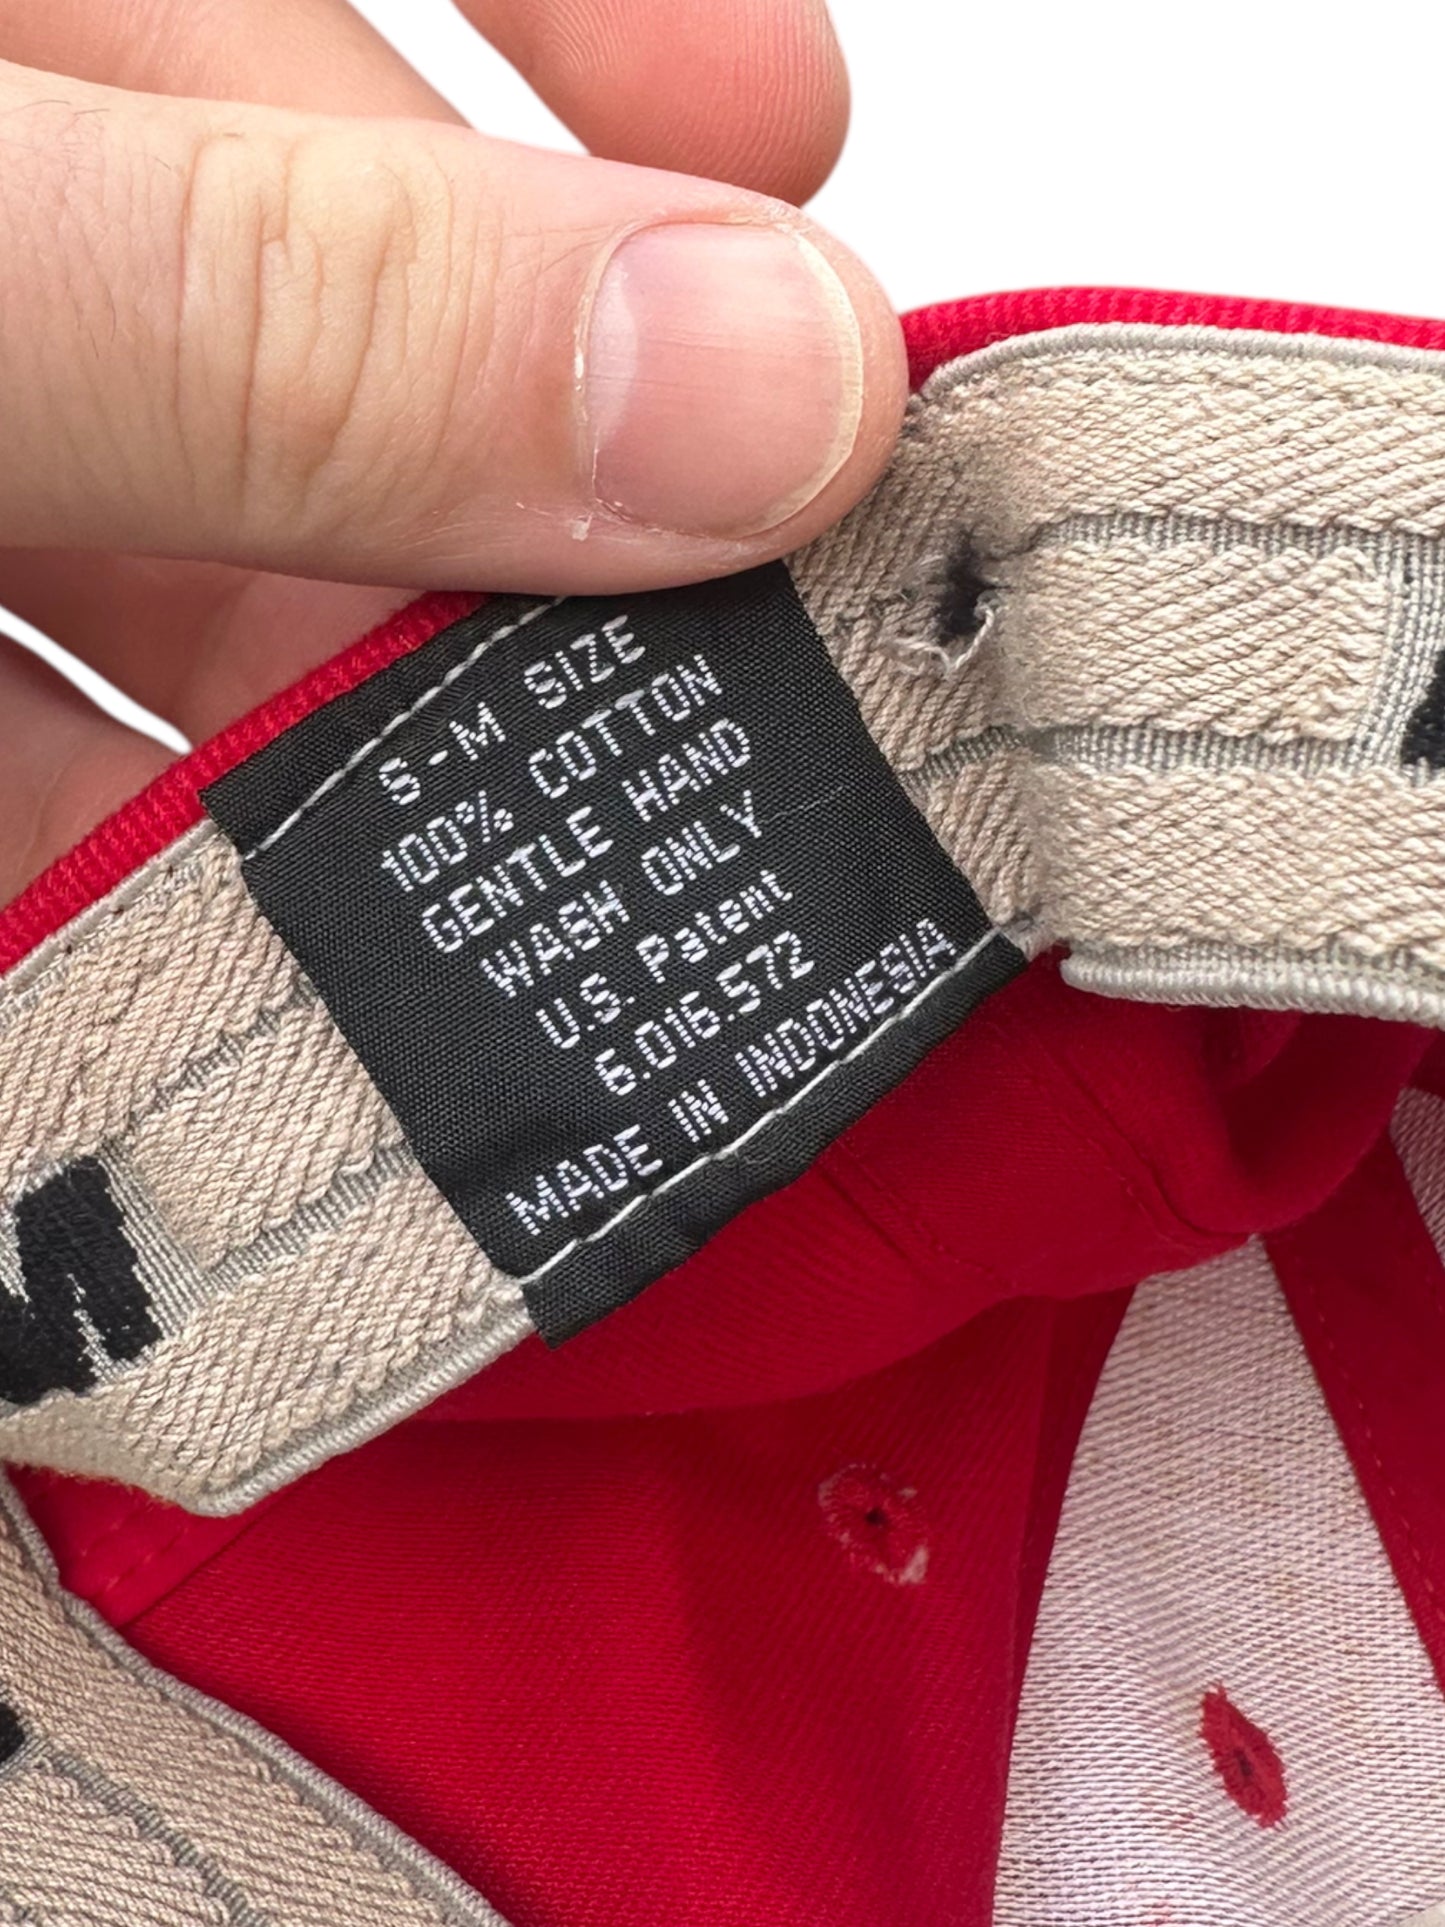 S-M SIZE
100% COTTON
GENTLE HAND
WASH ONLY
U.S. Patent
6.016.572
MADE IN INDONESIA